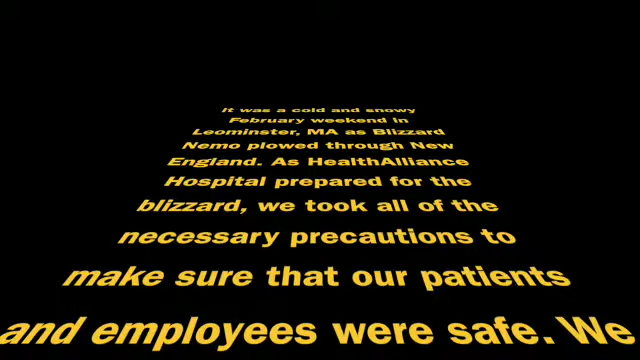 It was a cold and snowy
February weekend in
Leominster, MA as Blizzard
Nemo plowed through New
England. As HealthAlliance
Hospital prepared for the
blizzard, we took all of the
necessary precautions to
make sure that our patients
and employees were safe. We